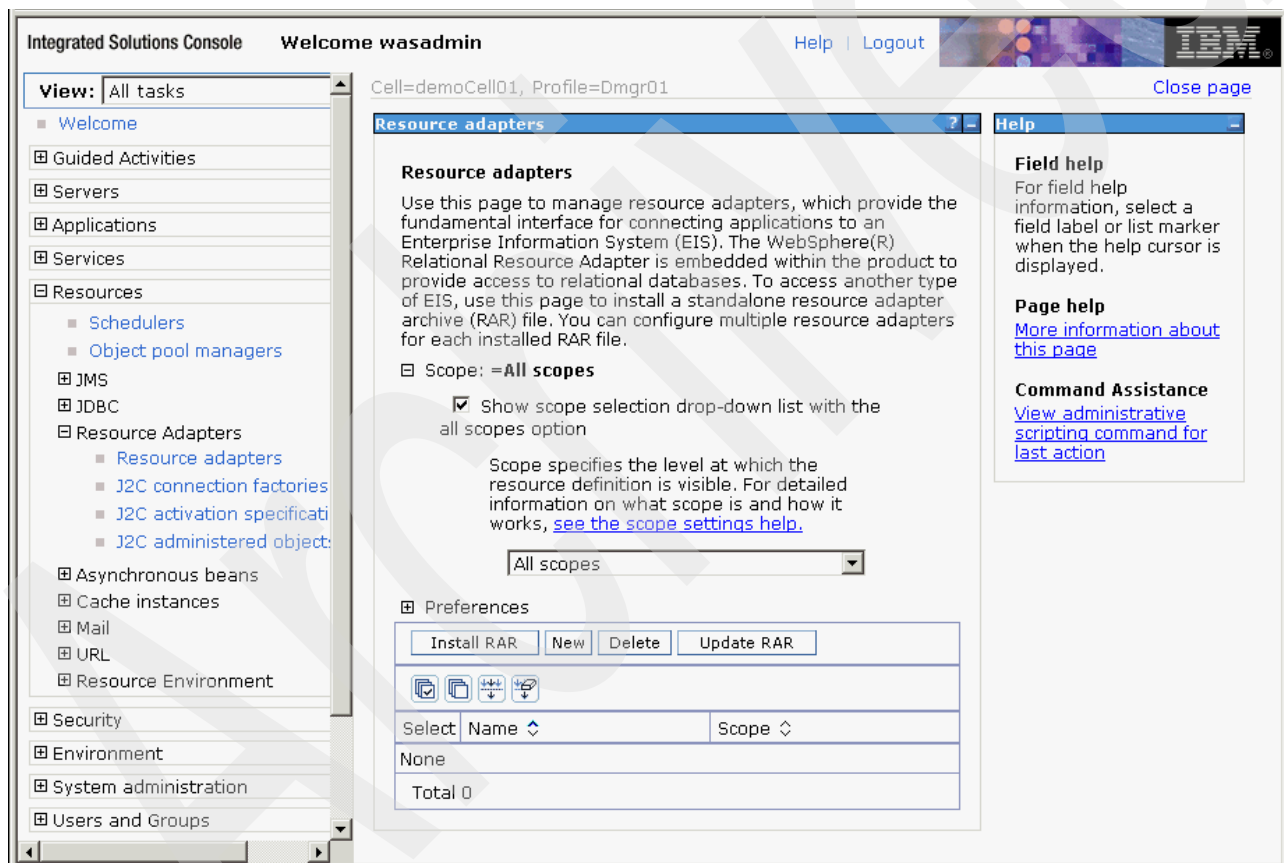 Integrated Solutions Console Welcome wasadmin Help | Logout IBM®
View: All tasks
Welcome
Guided Activities
Servers
Applications
Services
Resources
Schedulers
Object pool managers
JMS
JDBC
Resource Adapters
Resource adapters
J2C connection factories
J2C activation specificati
J2C administered objects
Asynchronous beans
Cache instances
Mail
URL
Resource Environment
Security
Environment
System administration
Users and Groups
Cell=demoCell01, Profile=Dmgr01 Close page
Resource adapters ?
Resource adapters
Use this page to manage resource adapters, which provide the
fundamental interface for connecting applications to an
Enterprise Information System (EIS). The WebSphere(R)
Relational Resource Adapter is embedded within the product to
provide access to relational databases. To access another type
of EIS, use this page to install a standalone resource adapter
archive (RAR) file. You can configure multiple resource adapters
for each installed RAR file.
Scope: =All scopes
Show scope selection drop-down list with the
all scopes option
Scope specifies the level at which the
resource definition is visible. For detailed
information on what scope is and how it
works, see the scope settings help.
All scopes
Preferences
Install RAR New Delete Update RAR
Select Name Scope
None
Total 0
Help
Field help
For field help
information, select a
field label or list marker
when the help cursor is
displayed.
Page help
More information about
this page
Command Assistance
View administrative
scripting command for
last action